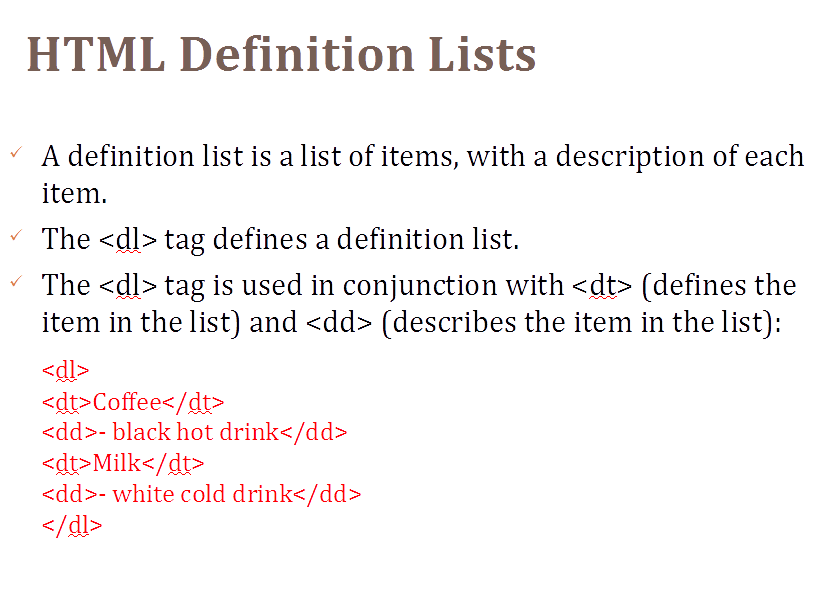 HTML Definition Lists
A definition list is a list of items, with a description of each
item.
The <dl> tag defines a definition list.
The <dl> tag is used in conjunction with <dt> (defines the
item in the list) and <dd> (describes the item in the list):
<dl>
<dt>Coffee</dt>
<dd>- black hot drink</dd>
<dt>Milk</dt>
<dd>- white cold drink</dd>
</dl>